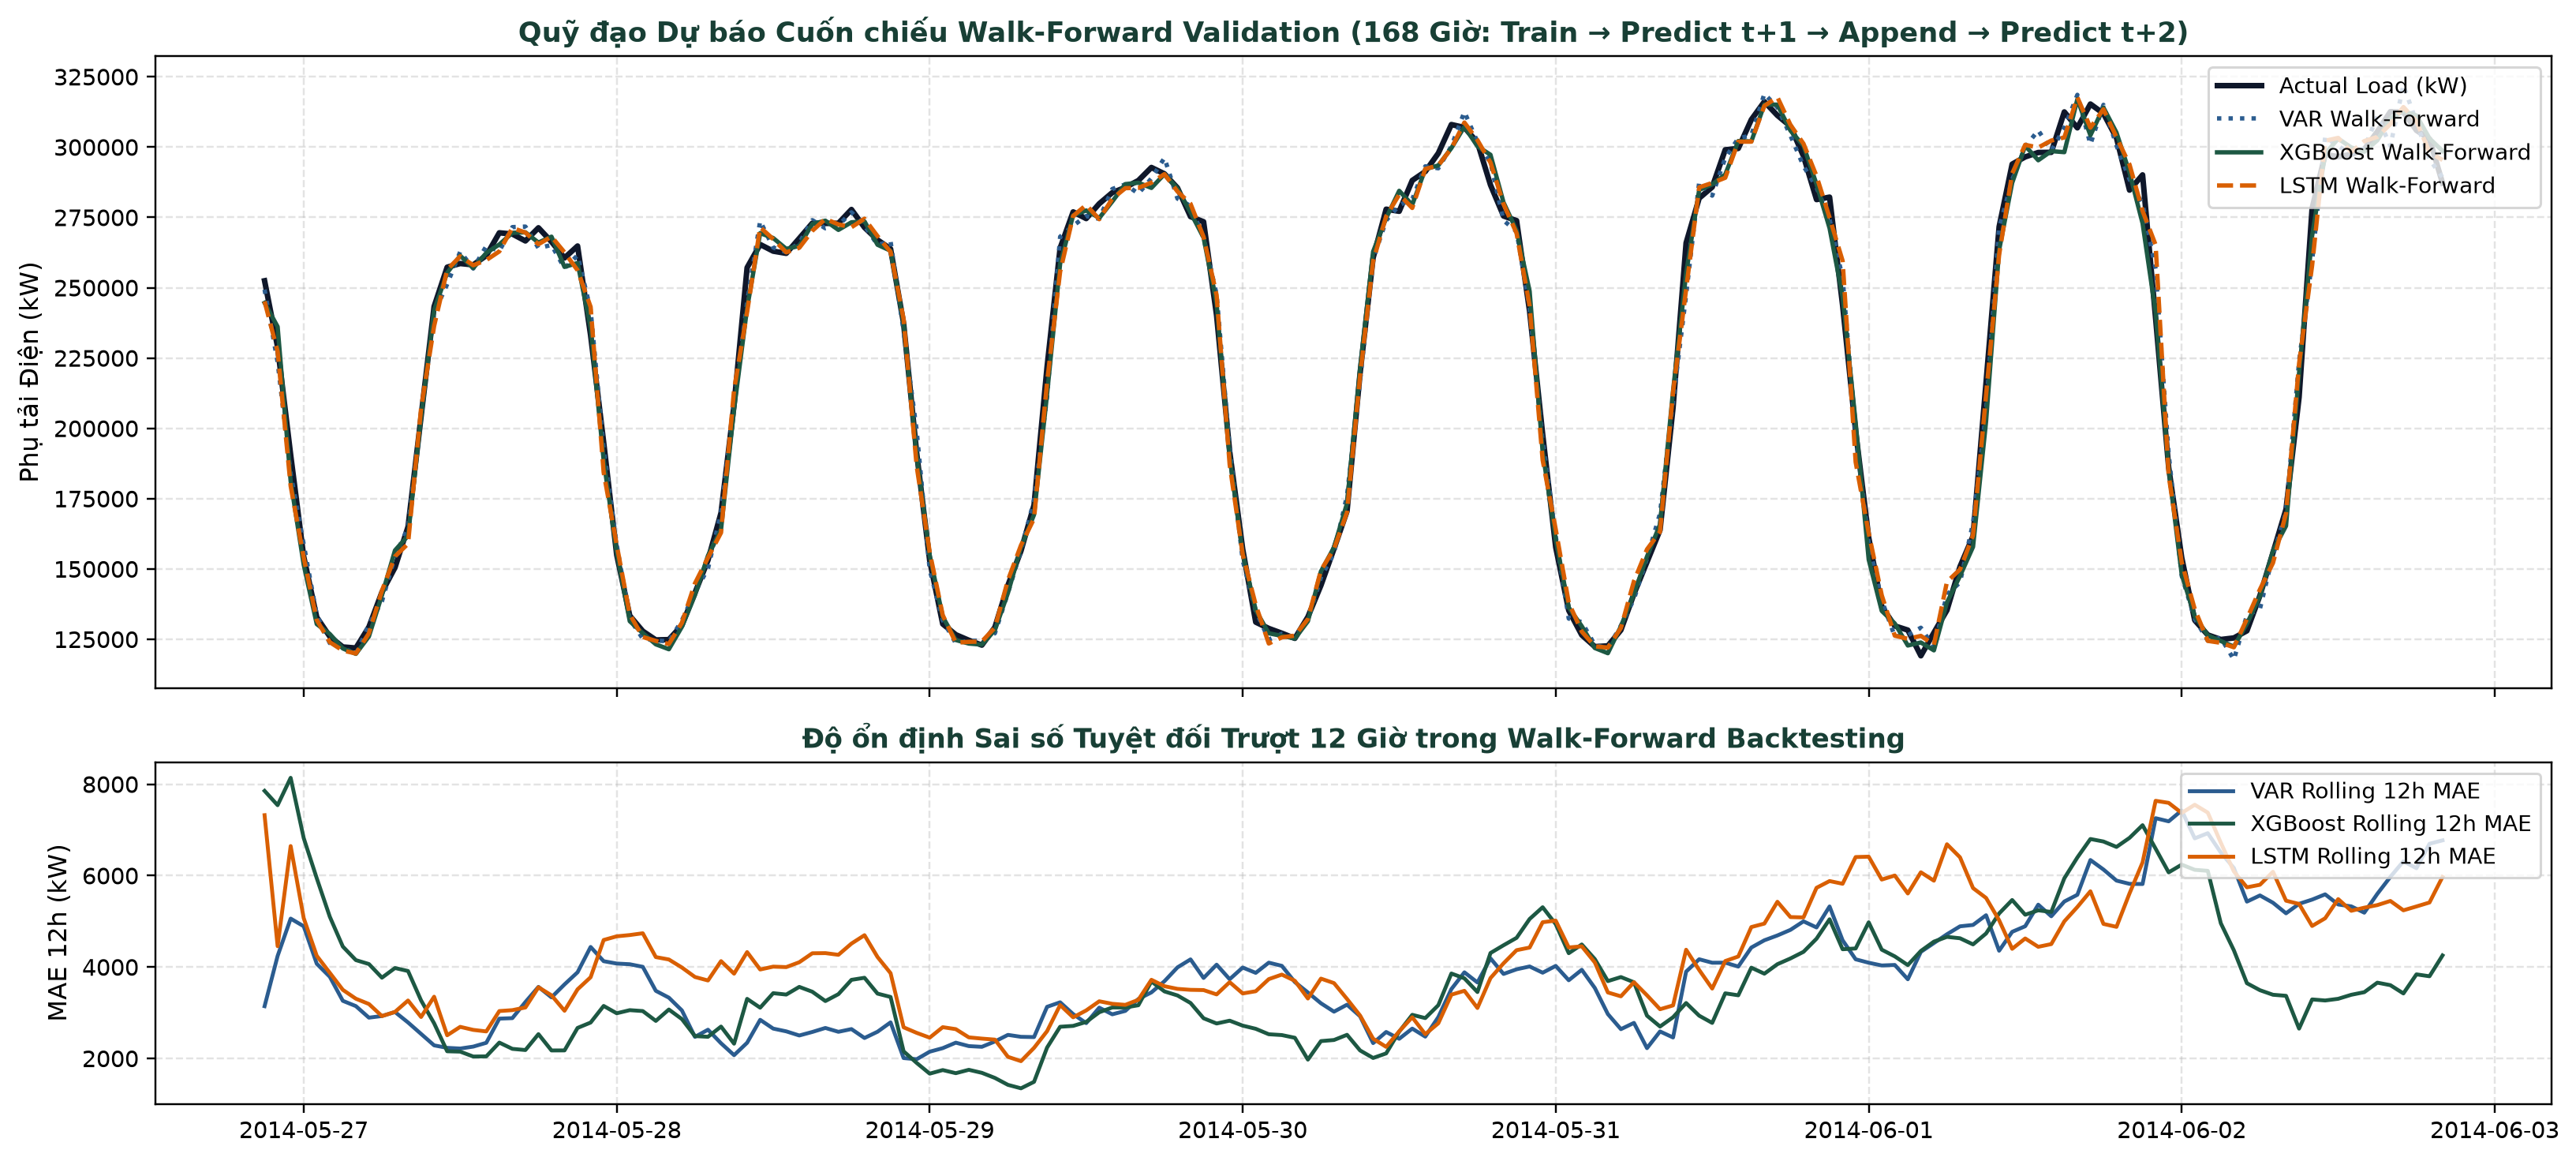 Quỹ đạo Dự báo Cuốn chiếu Walk-Forward Validation (168 Giờ: Train → Predict t+1 → Append → Predict t+2)
Phụ tải Điện (kW)
325000
300000
275000
250000
225000
200000
175000
150000
125000
Actual Load (kW)
VAR Walk-Forward
XGBoost Walk-Forward
LSTM Walk-Forward
Độ ổn định Sai số Tuyệt đối Trượt 12 Giờ trong Walk-Forward Backtesting
MAE 12h (kW)
8000
6000
4000
2000
VAR Rolling 12h MAE
XGBoost Rolling 12h MAE
LSTM Rolling 12h MAE
2014-05-27
2014-05-28
2014-05-29
2014-05-30
2014-05-31
2014-06-01
2014-06-02
2014-06-03